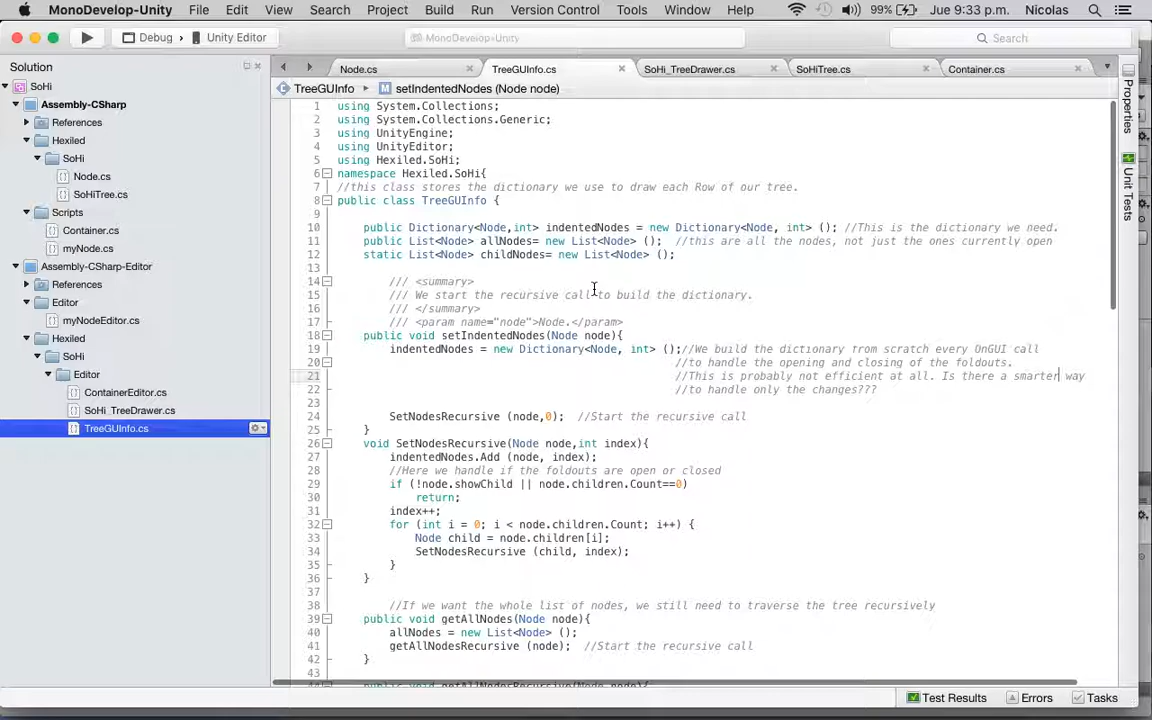 MonoDevelop-Unity File Edit View Search Project Build Run Version Control Tools Window Help 99% Jue 9:33 p.m. Nicolas
Debug Unity Editor MonoDevelop-Unity Search
Solution
SoHi
Assembly-CSharp
References
Hexiled
SoHi
Node.cs
SoHiTree.cs
Scripts
Container.cs
myNode.cs
Assembly-CSharp-Editor
References
Editor
myNodeEditor.cs
Hexiled
SoHi
Editor
ContainerEditor.cs
SoHi_TreeDrawer.cs
TreeGUIInfo.cs
Node.cs TreeGUIInfo.cs SoHi_TreeDrawer.cs SoHiTree.cs Container.cs
TreeGUIInfo setIndentedNodes (Node node)
1 using System.Collections;
2 using System.Collections.Generic;
3 using UnityEngine;
4 using UnityEditor;
5 using Hexiled.SoHi;
6 namespace Hexiled.SoHi{
7 //this class stores the dictionary we use to draw each Row of our tree.
8 public class TreeGUIInfo {
9
10 public Dictionary<Node,int> indentedNodes = new Dictionary<Node, int> (); //This is the dictionary we need.
11 public List<Node> allNodes= new List<Node> (); //this are all the nodes, not just the ones currently open
12 static List<Node> childNodes= new List<Node> ();
13
14 /// <summary>
15 /// We start the recursive call to build the dictionary.
16 /// </summary>
17 /// <param name="node">Node.</param>
18 public void setIndentedNodes(Node node){
19 indentedNodes = new Dictionary<Node, int> ();//We build the dictionary from scratch every OnGUI call
20 //to handle the opening and closing of the foldouts.
21 //This is probably not efficient at all. Is there a smarter way
22 //to handle only the changes???
23
24 SetNodesRecursive (node,0); //Start the recursive call
25 }
26 void SetNodesRecursive(Node node,int index){
27 indentedNodes.Add (node, index);
28 //Here we handle if the foldouts are open or closed
29 if (!node.showChild || node.children.Count==0)
30 return;
31 index++;
32 for (int i = 0; i < node.children.Count; i++) {
33 Node child = node.children[i];
34 SetNodesRecursive (child, index);
35 }
36 }
37
38 //If we want the whole list of nodes, we still need to traverse the tree recursively
39 public void getAllNodes(Node node){
40 allNodes = new List<Node> ();
41 getAllNodesRecursive (node); //Start the recursive call
42 }
43
Properties
Unit Tests
Test Results Errors Tasks